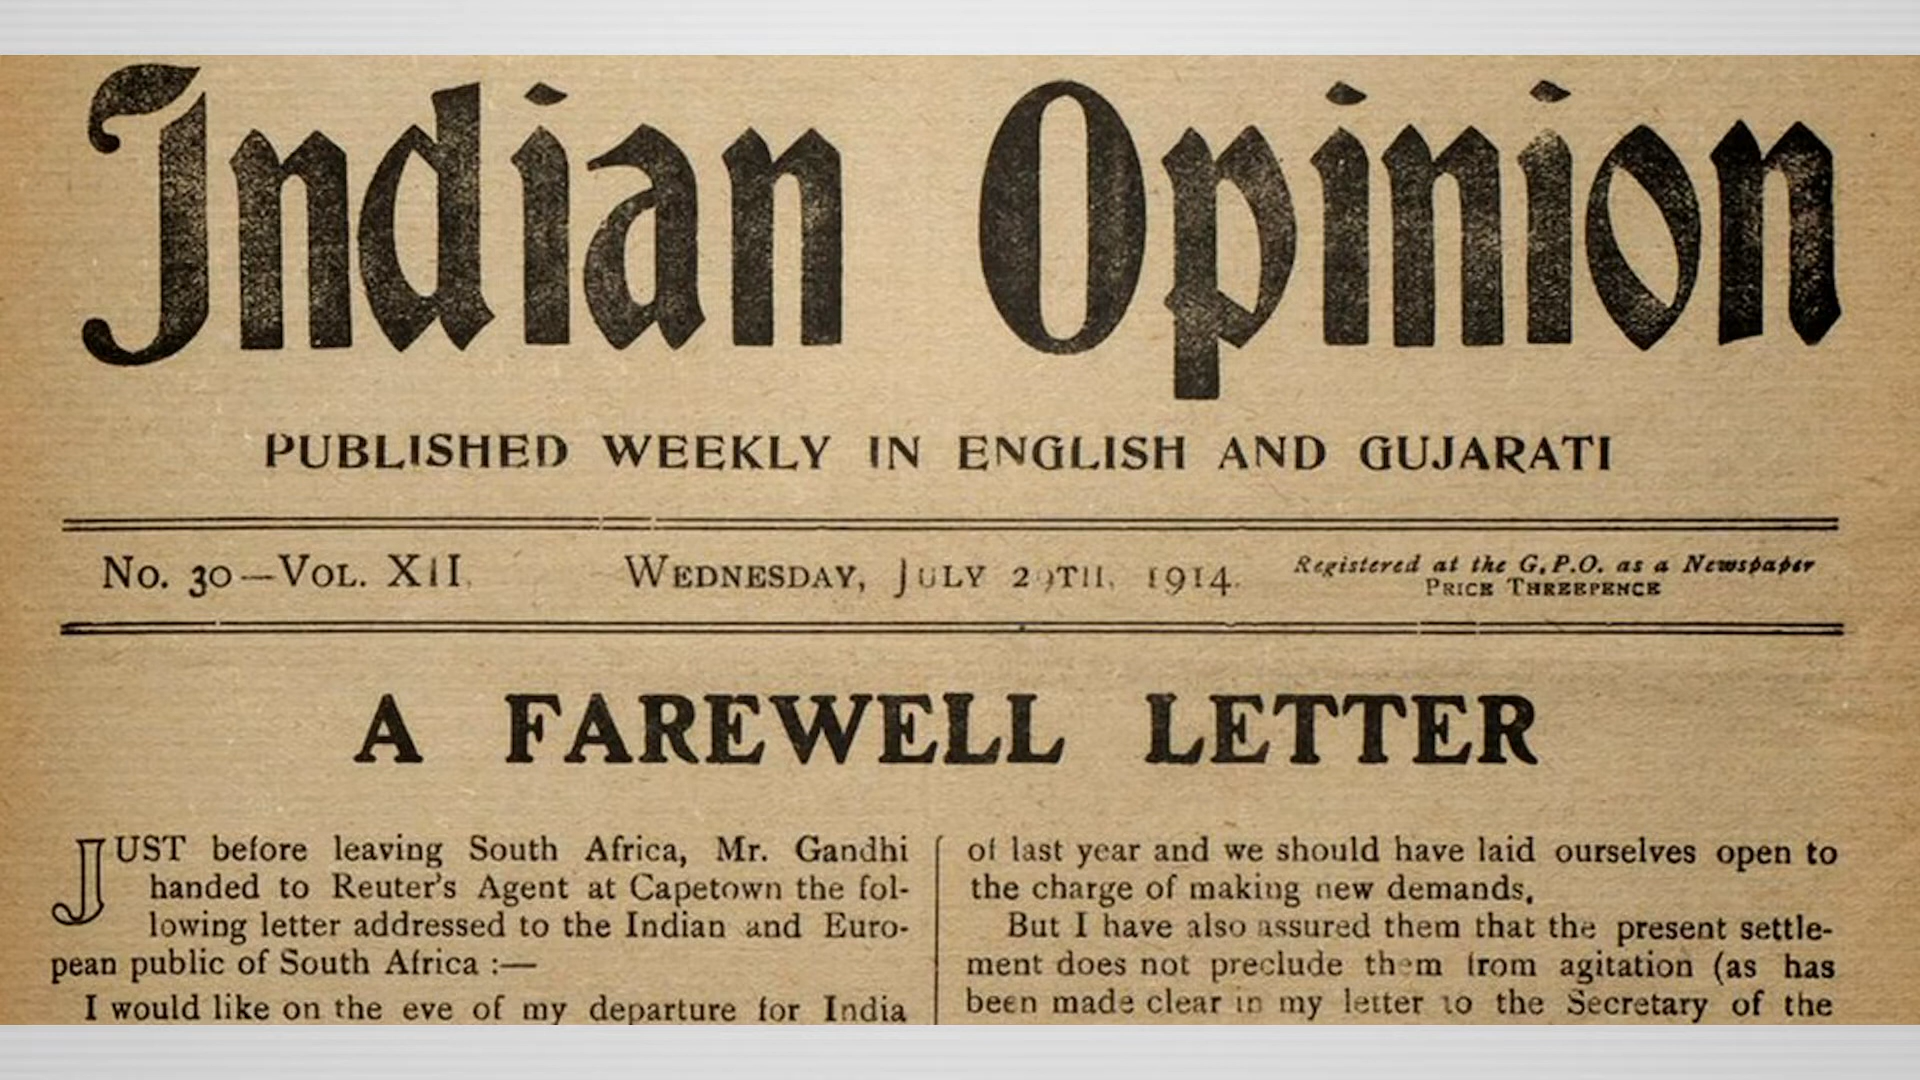 Indian Opinion
PUBLISHED WEEKLY IN ENGLISH AND GUJARATI
No. 30—Vol. XII.
Wednesday, July 29th, 1914.
Registered at the G.P.O. as a Newspaper
Price Threepence
A FAREWELL LETTER
JUST before leaving South Africa, Mr. Gandhi
handed to Reuter's Agent at Capetown the fol-
lowing letter addressed to the Indian and Euro-
pean public of South Africa :—
I would like on the eve of my departure for India
of last year and we should have laid ourselves open to
the charge of making new demands.
But I have also assured them that the present settle-
ment does not preclude them from agitation (as has
been made clear in my letter to the Secretary of the